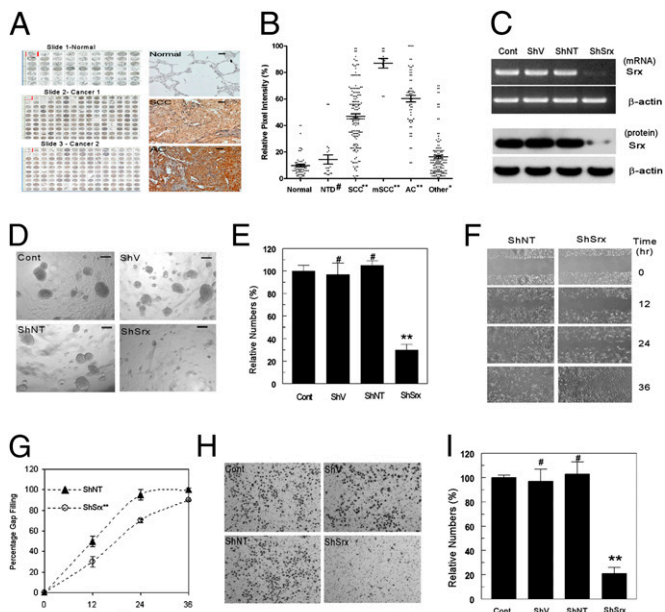 A
Slide 1-Normal
Slide 2- Cancer 1
Slide 3 - Cancer 2
Normal
SCC
AC
B
Relative Pixel Intensity (%)
100
80
60
40
20
0
Normal NTD# SCC** mSCC** AC** Other*
C
Cont ShV ShNT ShSrx
(mRNA)
Srx
β-actin
(protein)
Srx
β-actin
D
Cont
ShV
ShNT
ShSrx
E
Relative Numbers (%)
120
100
80
60
40
20
0
# #
**
Cont ShV ShNT ShSrx
F
ShNT ShSrx
Time
(hr)
0
12
24
36
G
Percentage Gap Filling
120
100
80
60
40
20
0
ShNT
ShSrx**
0 12 24 36
H
Cont
ShV
ShNT
ShSrx
I
Relative Numbers (%)
120
100
80
60
40
20
0
# #
**
Cont ShV ShNT ShSrx